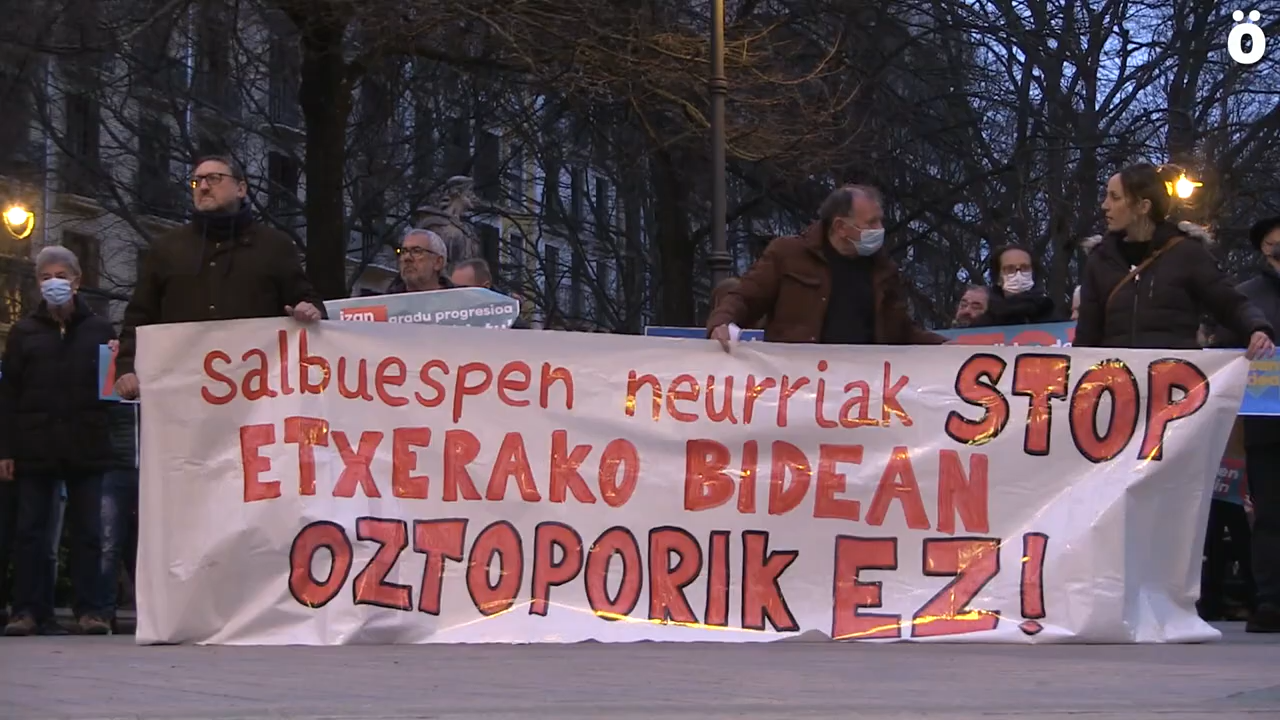 ö
izan
gradu progresioa
salbuespen neurriak STOP
ETXERAKO BIDEAN
OZTOPORIK EZ!